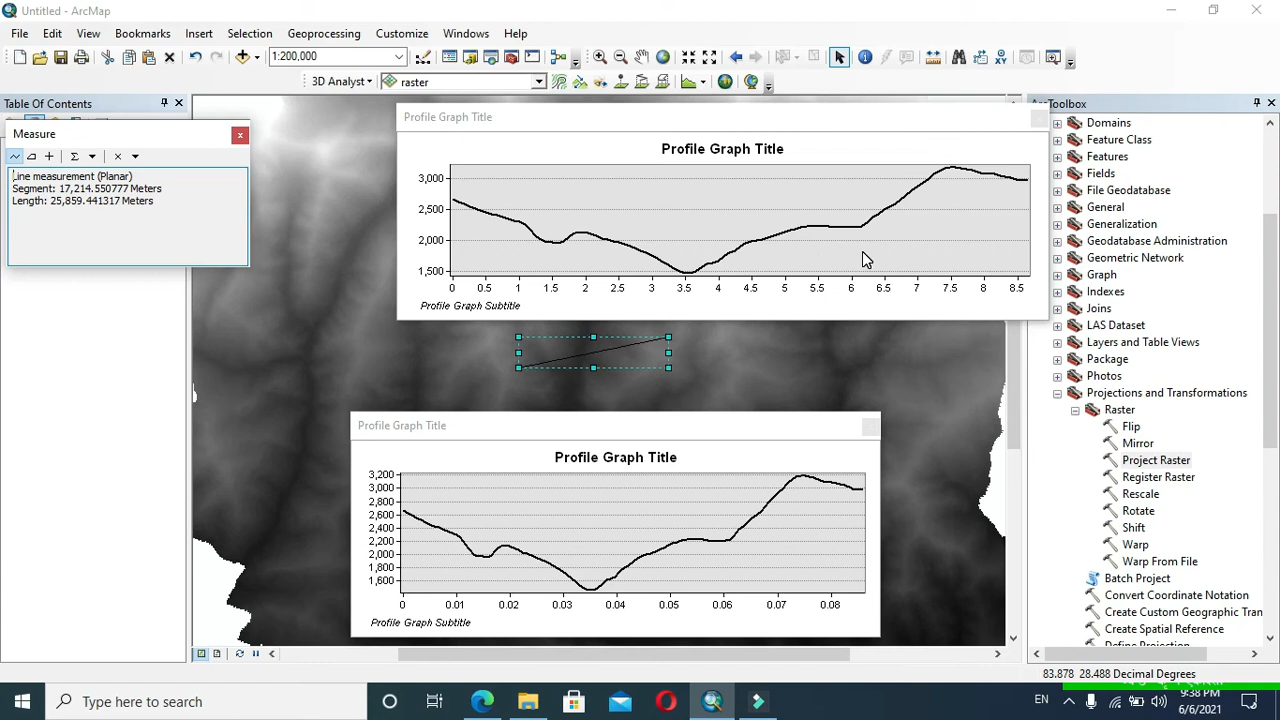 Untitled - ArcMap
File Edit View Bookmarks Insert Selection Geoprocessing Customize Windows Help
1:200,000
3D Analyst raster
Table Of Contents
Measure
Line measurement (Planar)
Segment: 17,214.550777 Meters
Length: 25,859.441317 Meters
Profile Graph Title
Profile Graph Title
3,000
2,500
2,000
1,500
0 0.5 1 1.5 2 2.5 3 3.5 4 4.5 5 5.5 6 6.5 7 7.5 8 8.5
Profile Graph Subtitle
Profile Graph Title
Profile Graph Title
3,200
3,000
2,800
2,600
2,400
2,200
2,000
1,800
1,600
0 0.01 0.02 0.03 0.04 0.05 0.06 0.07 0.08
Profile Graph Subtitle
Domains
Feature Class
Features
Fields
File Geodatabase
General
Generalization
Geodatabase Administration
Geometric Network
Graph
Indexes
Joins
LAS Dataset
Layers and Table Views
Package
Photos
Projections and Transformations
Raster
Flip
Mirror
Project Raster
Register Raster
Rescale
Rotate
Shift
Warp
Warp From File
Batch Project
Convert Coordinate Notation
Create Custom Geographic Tran
Create Spatial Reference
83.878 28.488 Decimal Degrees
Type here to search
EN
9:38 PM
6/6/2021